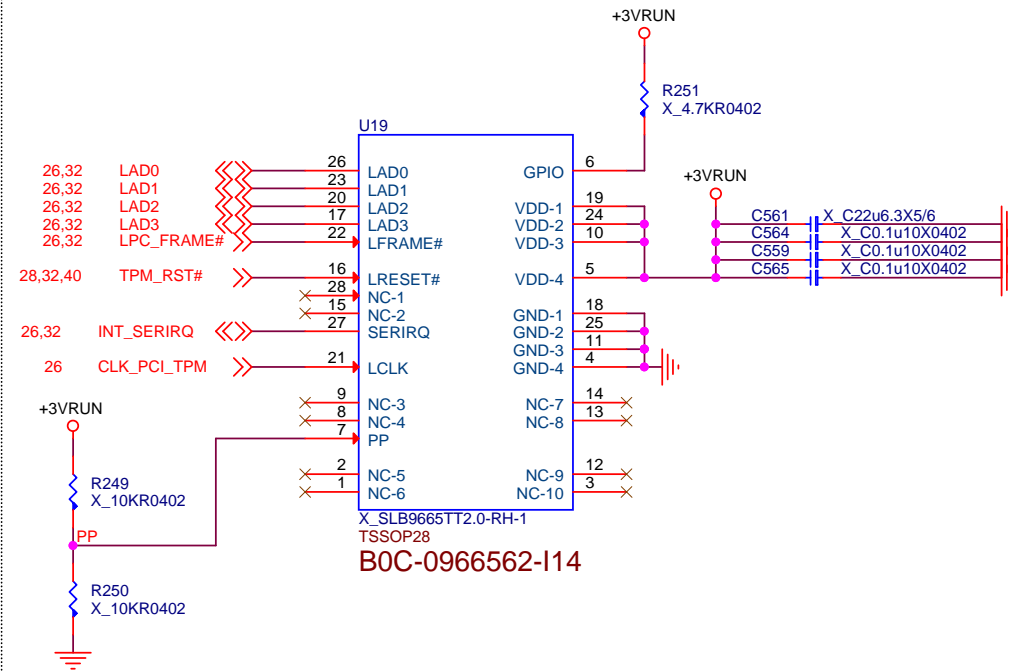 +3VRUN
R251
X_4.7KR0402
U19
26,32 LAD0 26 LAD0 GPIO 6
26,32 LAD1 23 LAD1
26,32 LAD2 20 LAD2 VDD-1 19
26,32 LAD3 17 LAD3 VDD-2 24
26,32 LPC_FRAME# 22 LFRAME# VDD-3 10
+3VRUN
C561 X_C22u6.3X5/6
C564 X_C0.1u10X0402
C559 X_C0.1u10X0402
C565 X_C0.1u10X0402
28,32,40 TPM_RST# 16 LRESET# VDD-4 5
28 NC-1
15 NC-2 GND-1 18
26,32 INT_SERIRQ 27 SERIRQ GND-2 25
GND-3 11
26 CLK_PCI_TPM 21 LCLK GND-4 4
9 NC-3 NC-7 14
8 NC-4 NC-8 13
7 PP
2 NC-5 NC-9 12
1 NC-6 NC-10 3
+3VRUN
R249
X_10KR0402
PP
R250
X_10KR0402
X_SLB9665TT2.0-RH-1
TSSOP28
B0C-0966562-I14